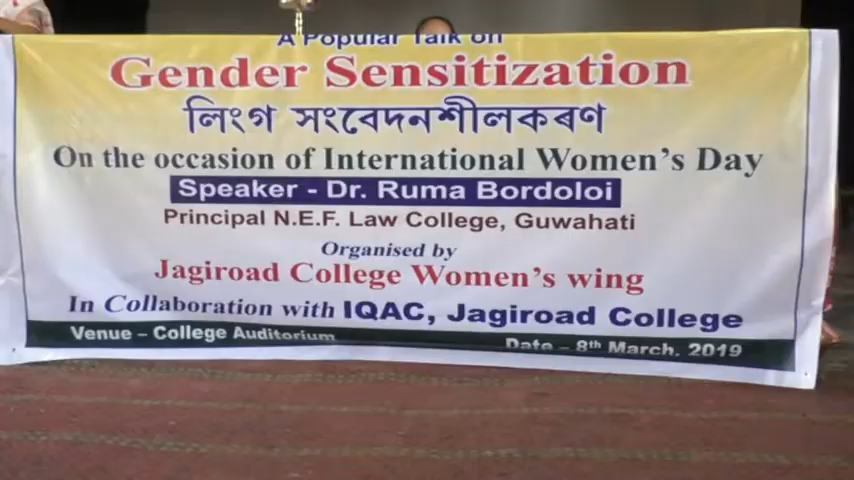 A Popular Talk on
Gender Sensitization
লিংগ সংবেদনশীলকৰণ
On the occasion of International Women's Day
Speaker - Dr. Ruma Bordoloi
Principal N.E.F. Law College, Guwahati
Organised by
Jagiroad College Women's wing
In Collaboration with IQAC, Jagiroad College
Venue – College Auditorium Date – 8th March. 2019